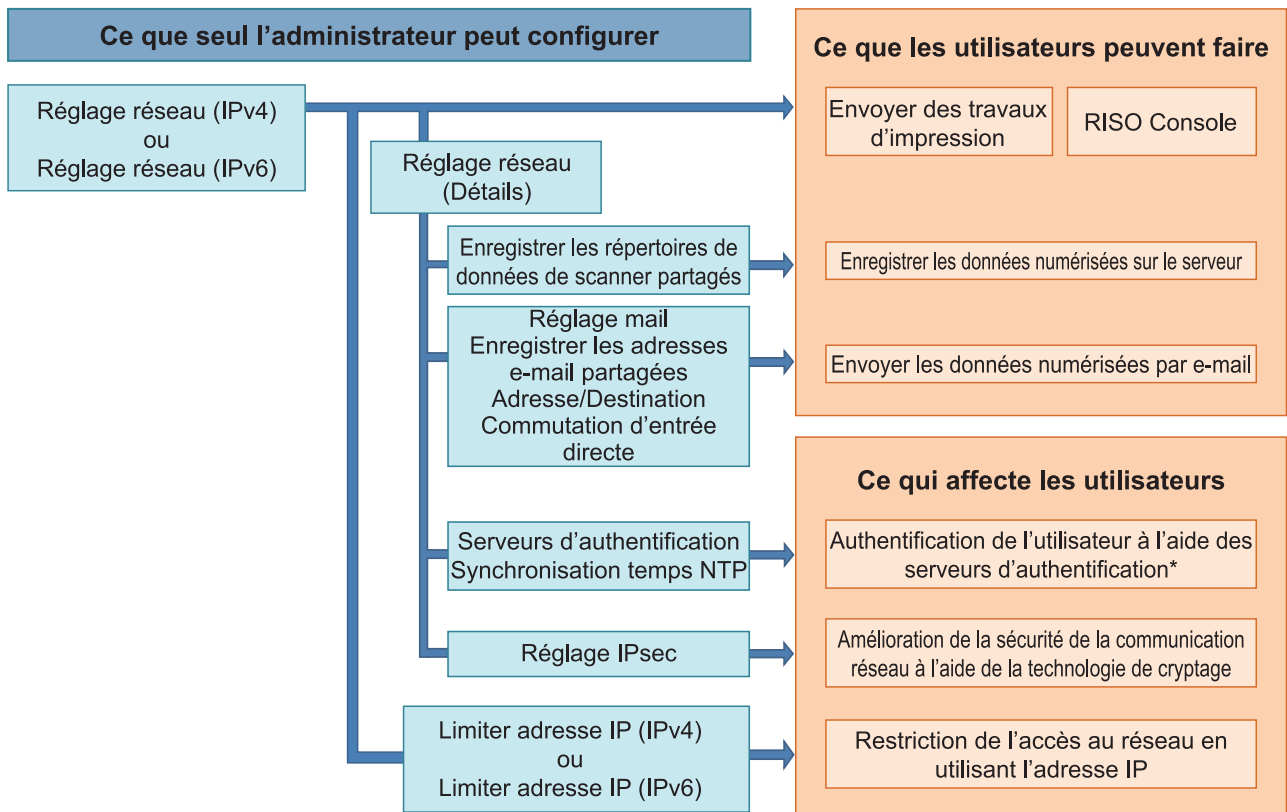 Ce que seul l’administrateur peut configurer
Réglage réseau (IPv4)
ou
Réglage réseau (IPv6)
Réglage réseau
(Détails)
Enregistrer les répertoires de
données de scanner partagés
Réglage mail
Enregistrer les adresses
e-mail partagées
Adresse/Destination
Commutation d’entrée
directe
Serveurs d’authentification
Synchronisation temps NTP
Réglage IPsec
Limiter adresse IP (IPv4)
ou
Limiter adresse IP (IPv6)
Ce que les utilisateurs peuvent faire
Envoyer des travaux
d’impression
RISO Console
Enregistrer les données numérisées sur le serveur
Envoyer les données numérisées par e-mail
Ce qui affecte les utilisateurs
Authentification de l’utilisateur à l’aide des
serveurs d’authentification*
Amélioration de la sécurité de la communication
réseau à l’aide de la technologie de cryptage
Restriction de l’accès au réseau en
utilisant l’adresse IP